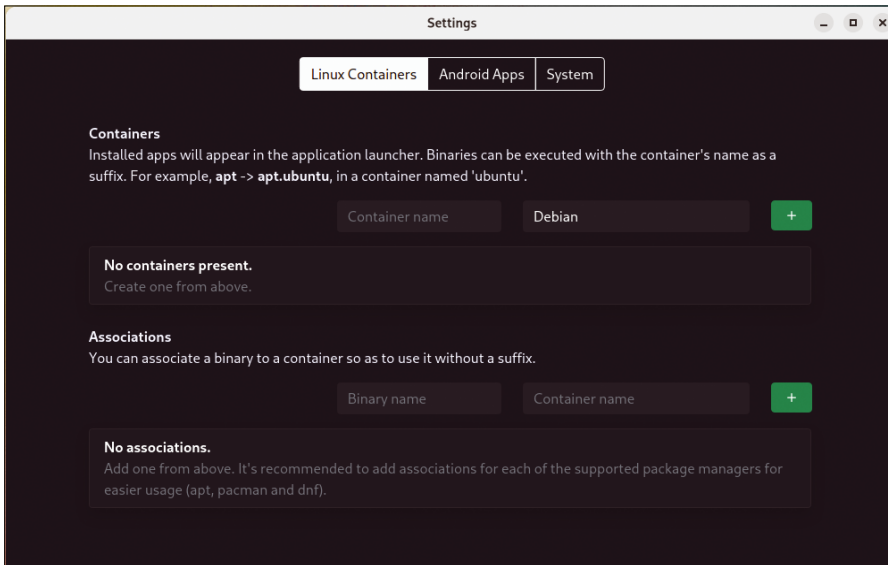 Settings
Linux Containers
Android Apps
System
Containers
Installed apps will appear in the application launcher. Binaries can be executed with the container's name as a
suffix. For example, apt -> apt.ubuntu, in a container named 'ubuntu'.
Container name
Debian
+
No containers present.
Create one from above.
Associations
You can associate a binary to a container so as to use it without a suffix.
Binary name
Container name
+
No associations.
Add one from above. It's recommended to add associations for each of the supported package managers for
easier usage (apt, pacman and dnf).